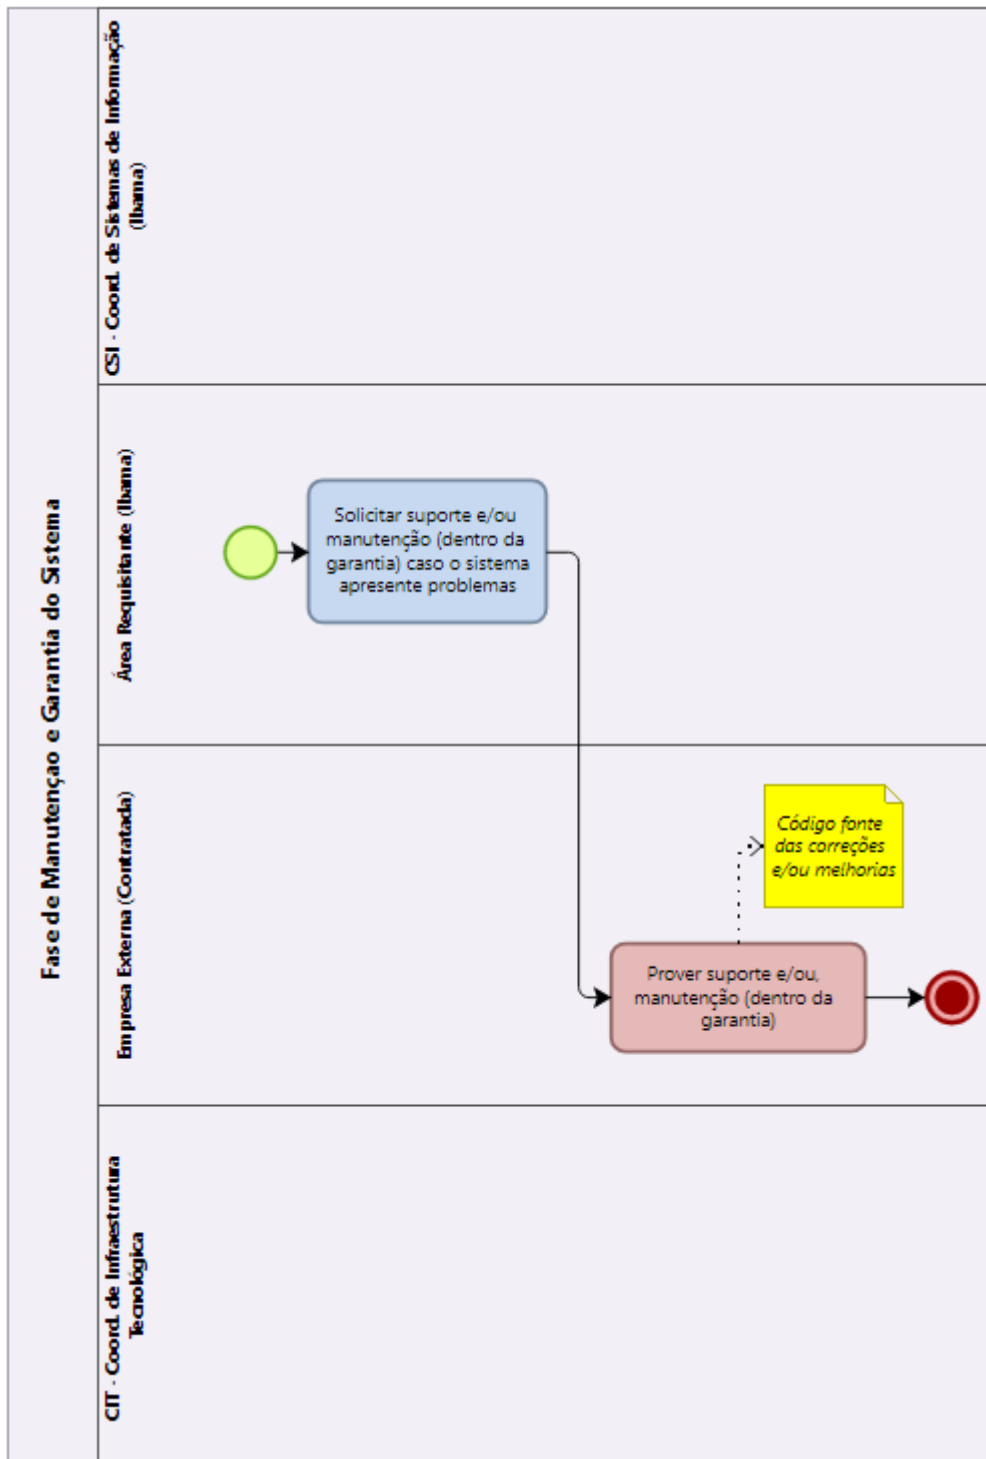 Fase de Manutenção e Garantia do Sistema
CSI - Coord. de Sistemas de Informação
(Ibama)
Área Requisitante (Ibama)
Solicitar suporte e/ou
manutenção (dentro da
garantia) caso o sistema
apresente problemas
Empresa Externa (Contratada)
Código fonte
das correções
e/ou melhorias
Prover suporte e/ou,
manutenção (dentro da
garantia)
CIT - Coord. de Infraestrutura
Tecnológica